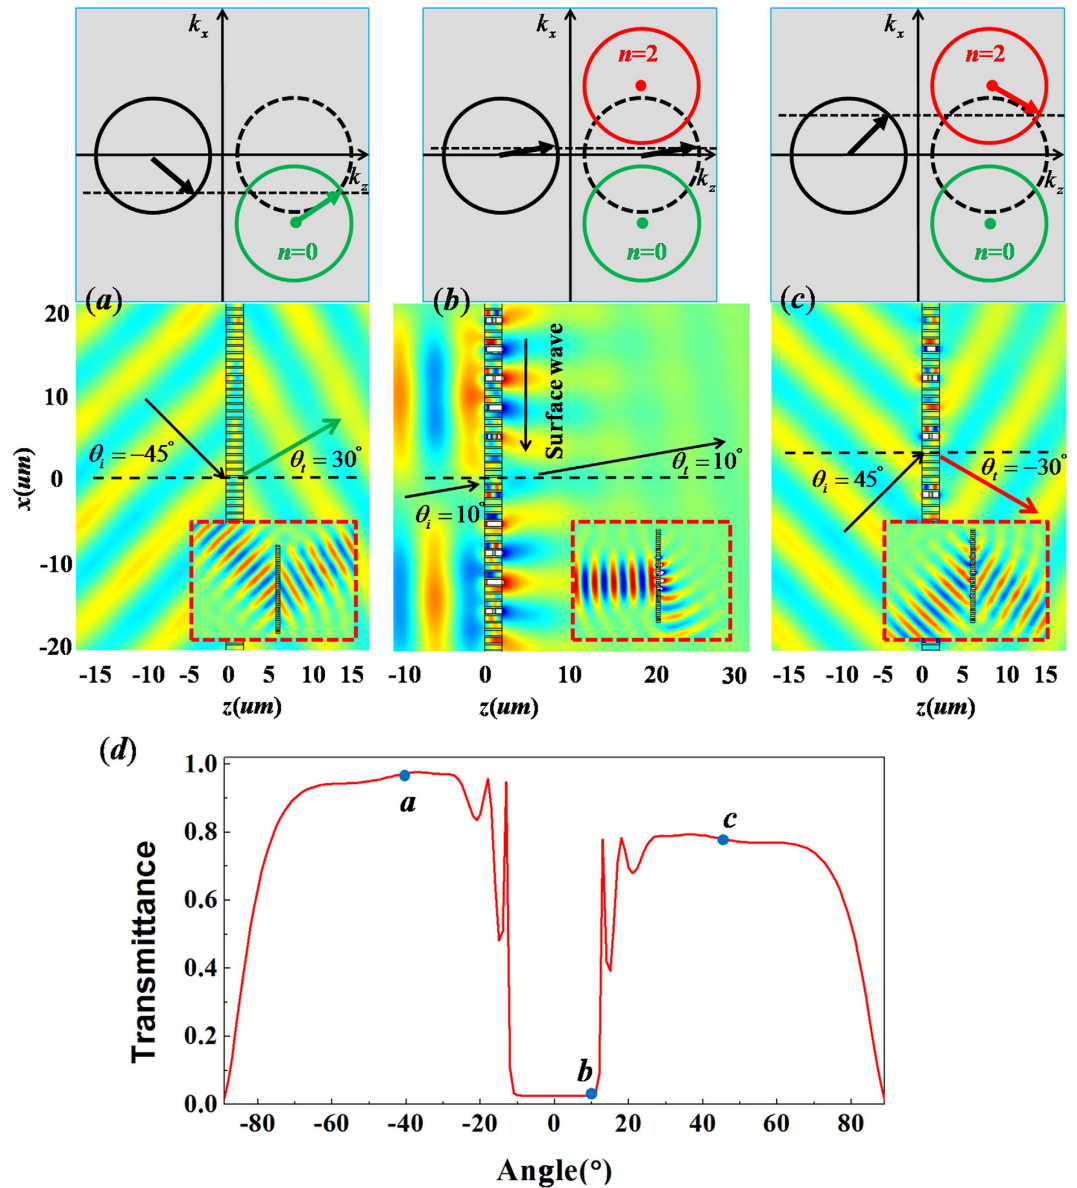 kx
kx
kx
n=2
n=2
kz
kz
kz
n=0
n=0
n=0
(a)
(b)
(c)
20
10
0
-10
-20
x(um)
θi = −45°
θt = 30°
Surface wave
θi = 10°
θt = 10°
θi = 45°
θt = −30°
-15 -10 -5 0 5 10 15
-10 0 10 20 30
-15 -10 -5 0 5 10 15
z(um)
z(um)
z(um)
(d)
1.0
0.8
0.6
0.4
0.2
0.0
Transmittance
a
b
c
-80 -60 -40 -20 0 20 40 60 80
Angle(°)